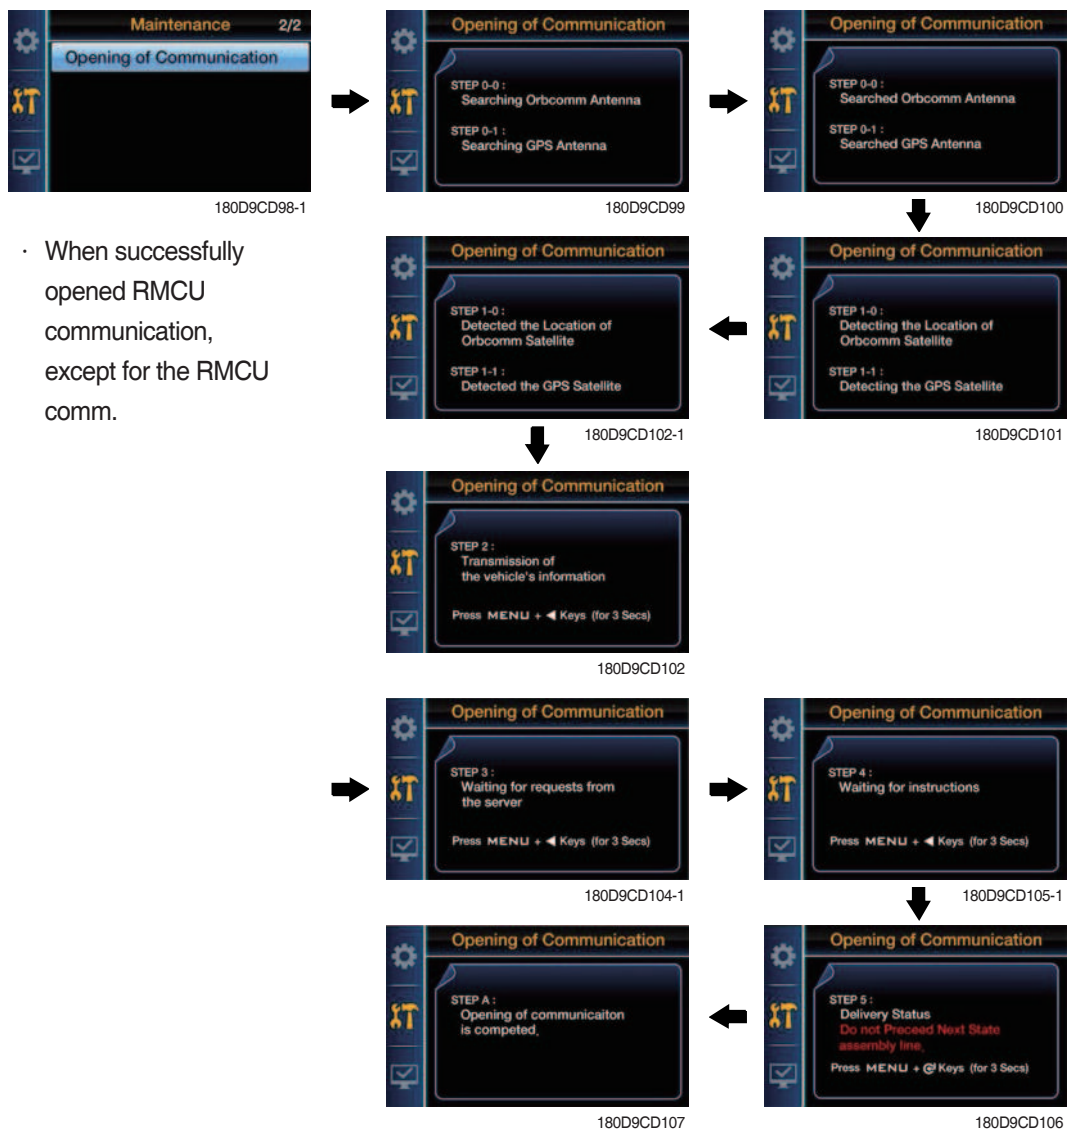 Maintenance 2/2
Opening of Communication
180D9CD98-1
Opening of Communication
STEP 0-0 :
Searching Orbcomm Antenna
STEP 0-1 :
Searching GPS Antenna
180D9CD99
Opening of Communication
STEP 0-0 :
Searched Orbcomm Antenna
STEP 0-1 :
Searched GPS Antenna
180D9CD100
· When successfully
opened RMCU
communication,
except for the RMCU
comm.
Opening of Communication
STEP 1-0 :
Detecting the Location of
Orbcomm Satellite
STEP 1-1 :
Detecting the GPS Satellite
180D9CD101
Opening of Communication
STEP 1-0 :
Detected the Location of
Orbcomm Satellite
STEP 1-1 :
Detected the GPS Satellite
180D9CD102-1
Opening of Communication
STEP 2 :
Transmission of
the vehicle's information
Press MENU + ◀ Keys (for 3 Secs)
180D9CD102
Opening of Communication
STEP 3 :
Waiting for requests from
the server
Press MENU + ◀ Keys (for 3 Secs)
180D9CD104-1
Opening of Communication
STEP 4 :
Waiting for instructions
Press MENU + ◀ Keys (for 3 Secs)
180D9CD105-1
Opening of Communication
STEP 5 :
Delivery Status
Do not Preceed Next State
assembly line.
Press MENU + Keys (for 3 Secs)
180D9CD106
Opening of Communication
STEP A :
Opening of communicaiton
is competed.
180D9CD107